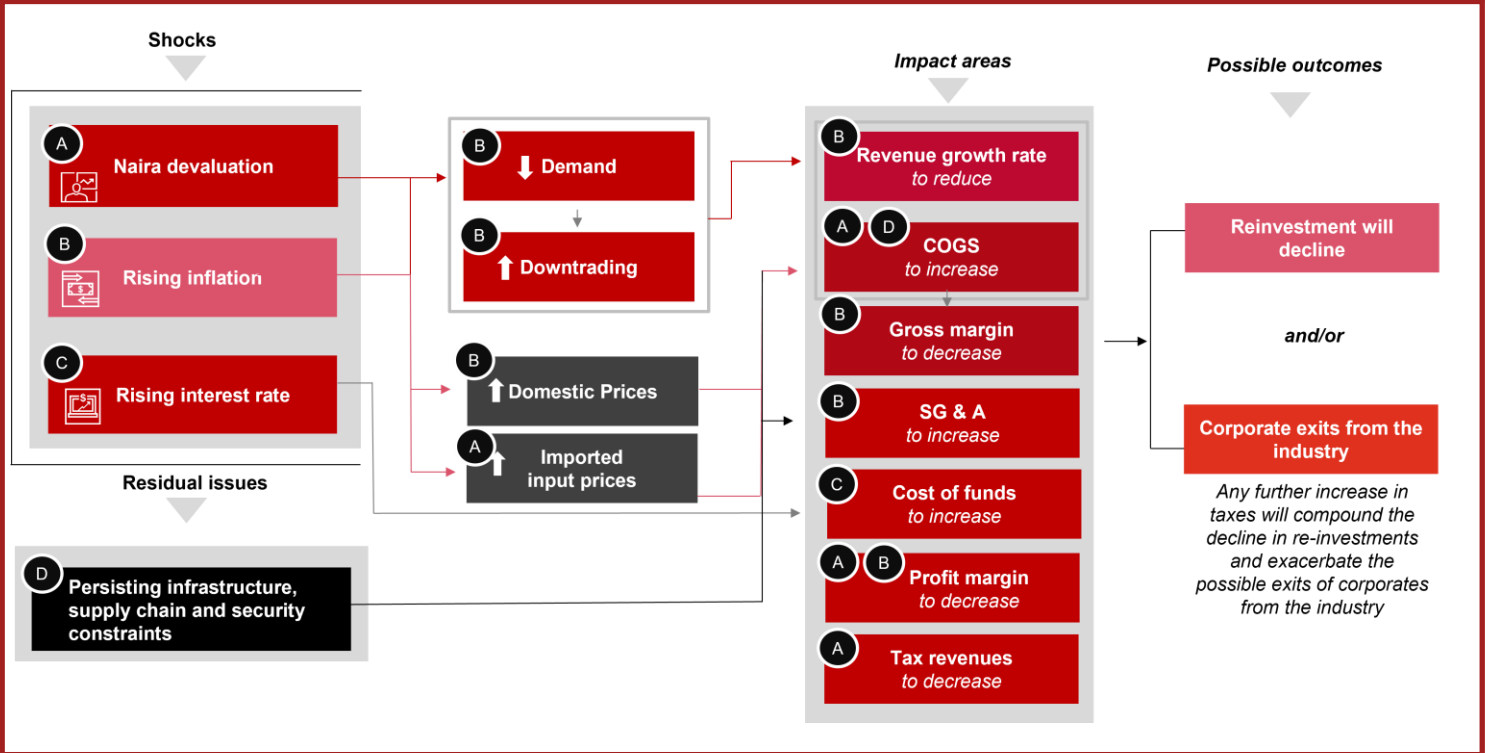 Shocks
A
Naira devaluation
B
Rising inflation
C
$
Rising interest rate
Residual issues
D
Persisting infrastructure,
supply chain and security
constraints
B
Demand
B
Downtrading
B
Domestic Prices
A
Imported
input prices
Impact areas
B
Revenue growth rate
to reduce
A D
COGS
to increase
B
Gross margin
to decrease
B
SG & A
to increase
C
Cost of funds
to increase
A B
Profit margin
to decrease
A
Tax revenues
to decrease
Possible outcomes
Reinvestment will
decline
and/or
Corporate exits from the
industry
Any further increase in
taxes will compound the
decline in re-investments
and exacerbate the
possible exits of corporates
from the industry